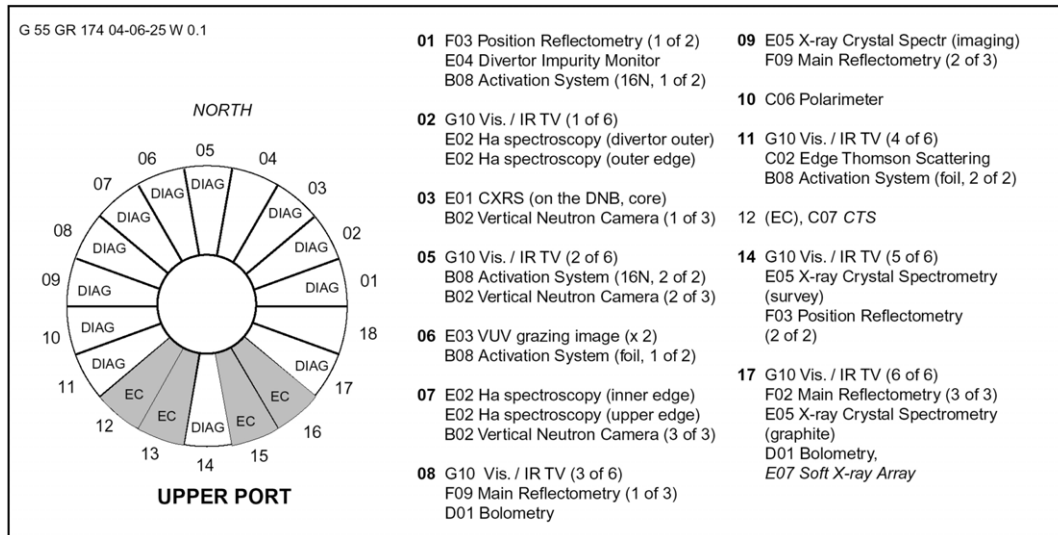 G 55 GR 174 04-06-25 W 0.1
NORTH
05
06
04
07
03
08
02
09
01
10
18
11
17
12
16
13
15
14
DIAG
DIAG
DIAG
DIAG
DIAG
DIAG
DIAG
DIAG
DIAG
DIAG
DIAG
DIAG
EC
EC
EC
EC
DIAG
UPPER PORT
01 F03 Position Reflectometry (1 of 2)
E04 Divertor Impurity Monitor
B08 Activation System (16N, 1 of 2)
02 G10 Vis. / IR TV (1 of 6)
E02 Ha spectroscopy (divertor outer)
E02 Ha spectroscopy (outer edge)
03 E01 CXRS (on the DNB, core)
B02 Vertical Neutron Camera (1 of 3)
05 G10 Vis. / IR TV (2 of 6)
B08 Activation System (16N, 2 of 2)
B02 Vertical Neutron Camera (2 of 3)
06 E03 VUV grazing image (x 2)
B08 Activation System (foil, 1 of 2)
07 E02 Ha spectroscopy (inner edge)
E02 Ha spectroscopy (upper edge)
B02 Vertical Neutron Camera (3 of 3)
08 G10 Vis. / IR TV (3 of 6)
F09 Main Reflectometry (1 of 3)
D01 Bolometry
09 E05 X-ray Crystal Spectr (imaging)
F09 Main Reflectometry (2 of 3)
10 C06 Polarimeter
11 G10 Vis. / IR TV (4 of 6)
C02 Edge Thomson Scattering
B08 Activation System (foil, 2 of 2)
12 (EC), C07 CTS
14 G10 Vis. / IR TV (5 of 6)
E05 X-ray Crystal Spectrometry
(survey)
F03 Position Reflectometry
(2 of 2)
17 G10 Vis. / IR TV (6 of 6)
F02 Main Reflectometry (3 of 3)
E05 X-ray Crystal Spectrometry
(graphite)
D01 Bolometry,
E07 Soft X-ray Array